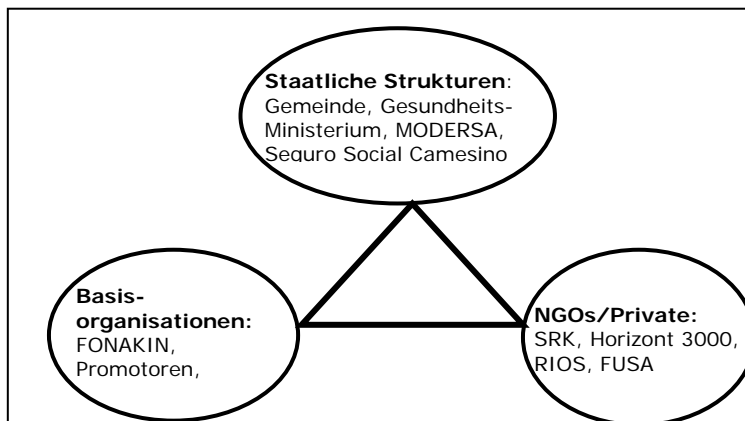 Staatliche Strukturen:
Gemeinde, Gesundheits-
Ministerium, MODERSA,
Seguro Social Camesino
Basis-
organisationen:
FONAKIN,
Promotoren,
NGOs/Private:
SRK, Horizont 3000,
RIOS, FUSA